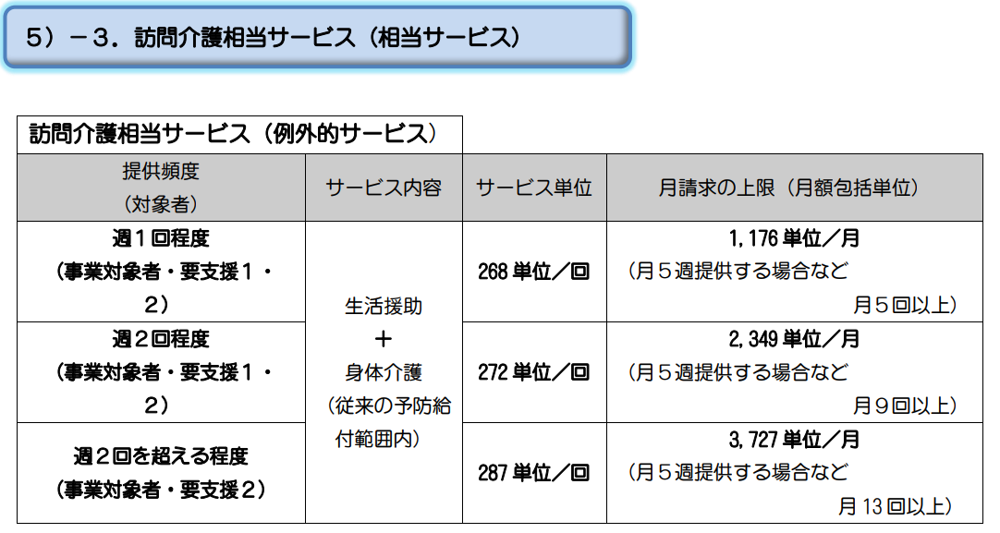 ５）－３．訪問介護相当サービス（相当サービス）
訪問介護相当サービス（例外的サービス）
提供頻度
（対象者）
サービス内容
サービス単位
月請求の上限（月額包括単位）
週１回程度
（事業対象者・要支援１・
２）
生活援助
＋
身体介護
（従来の予防給
付範囲内）
268 単位／回
1,176 単位／月
（月５週提供する場合など
月５回以上）
週２回程度
（事業対象者・要支援１・
２）
272 単位／回
2,349 単位／月
（月５週提供する場合など
月９回以上）
週２回を超える程度
（事業対象者・要支援２）
287 単位／回
3,727 単位／月
（月５週提供する場合など
月 13 回以上）